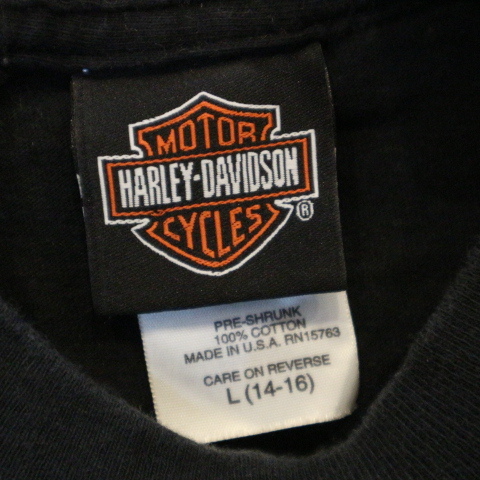 MOTOR
HARLEY-DAVIDSON
CYCLES
®
PRE-SHRUNK
100% COTTON
MADE IN U.S.A. RN15763
CARE ON REVERSE
L (14-16)